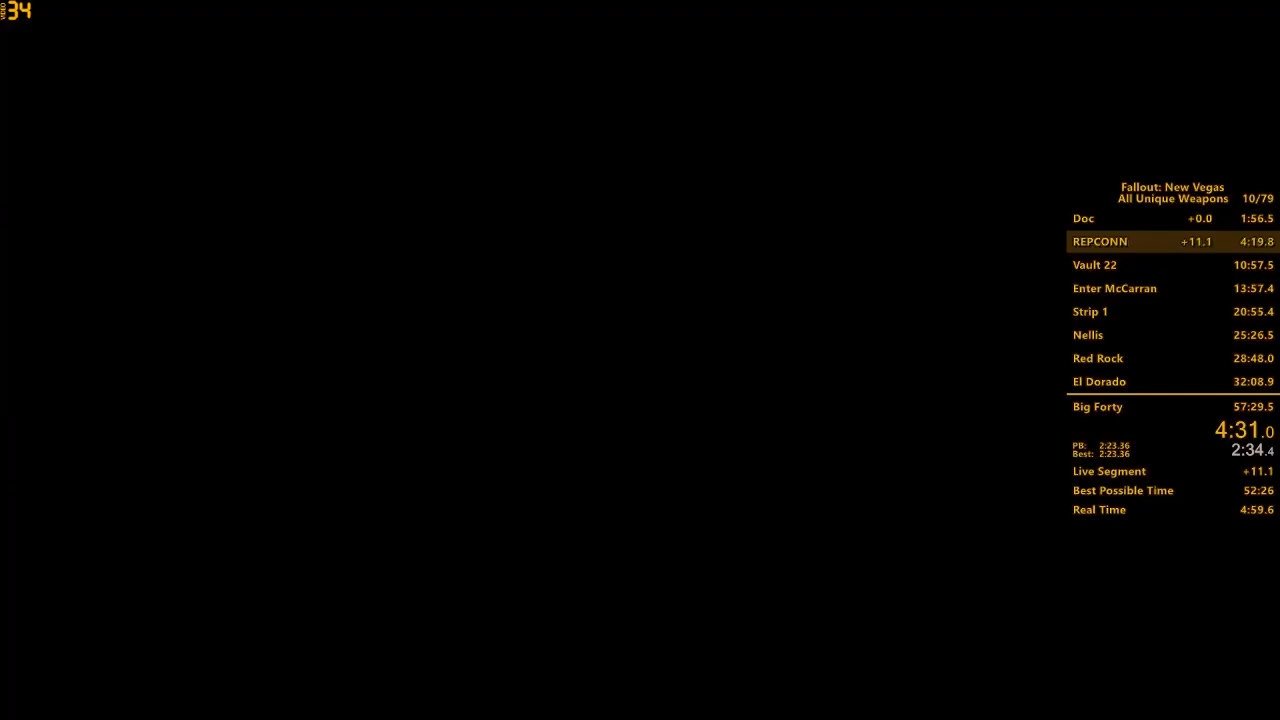 VIDEO 34
Fallout: New Vegas
All Unique Weapons 10/79
Doc +0.0 1:56.5
REPCONN +11.1 4:19.8
Vault 22 10:57.5
Enter McCarran 13:57.4
Strip 1 20:55.4
Nellis 25:26.5
Red Rock 28:48.0
El Dorado 32:08.9
Big Forty 57:29.5
4:31.0
PB: 2:23.36
Best: 2:23.36 2:34.4
Live Segment +11.1
Best Possible Time 52:26
Real Time 4:59.6